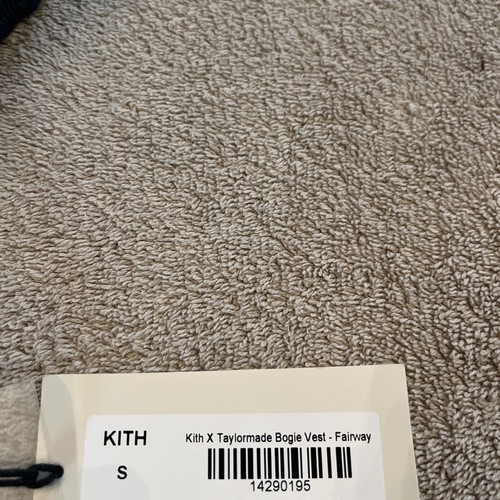 KITH
Kith X Taylormade Bogie Vest - Fairway
S
14290195